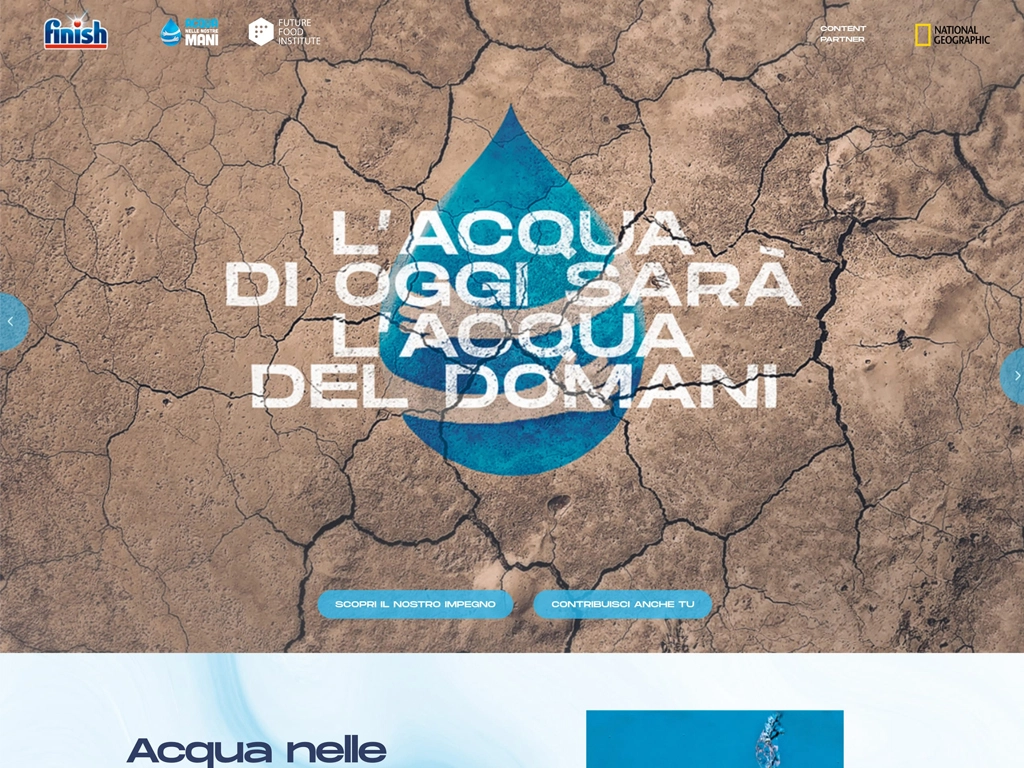 finish
ACQUA
NELLE NOSTRE
MANI
FUTURE
FOOD
INSTITUTE
CONTENT
PARTNER
NATIONAL
GEOGRAPHIC
L'ACQUA
DI OGGI SARÀ
L'ACQUA
DEL DOMANI
SCOPRI IL NOSTRO IMPEGNO
CONTRIBUISCI ANCHE TU
Acqua nelle